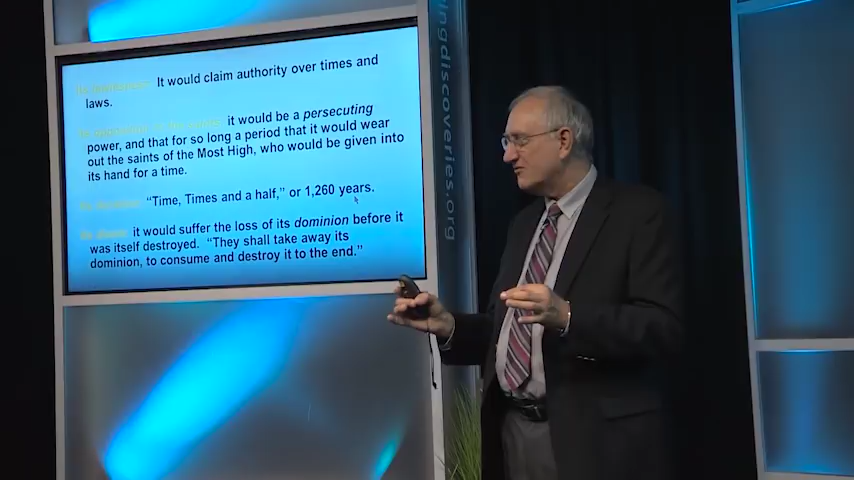 It would claim authority over times and
laws.
it would be a persecuting
power, and that for so long a period that it would wear
out the saints of the Most High, who would be given into
its hand for a time.
“Time, Times and a half,” or 1,260 years.
it would suffer the loss of its dominion before it
was itself destroyed. “They shall take away its
dominion, to consume and destroy it to the end.”
ingdiscoveries.org